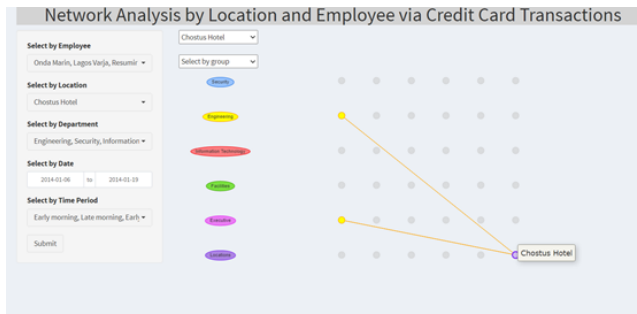 Network Analysis by Location and Employee via Credit Card Transactions
Select by Employee
Onda Marin, Lagos Varja, Resumir
Select by Location
Chostus Hotel
Select by Department
Engineering, Security, Information
Select by Date
2014-01-06 to 2014-01-19
Select by Time Period
Early morning, Late morning, Earl
Submit
Chostus Hotel
Select by group
Security
Engineering
Information Technology
Facilities
Executive
Locations
Chostus Hotel